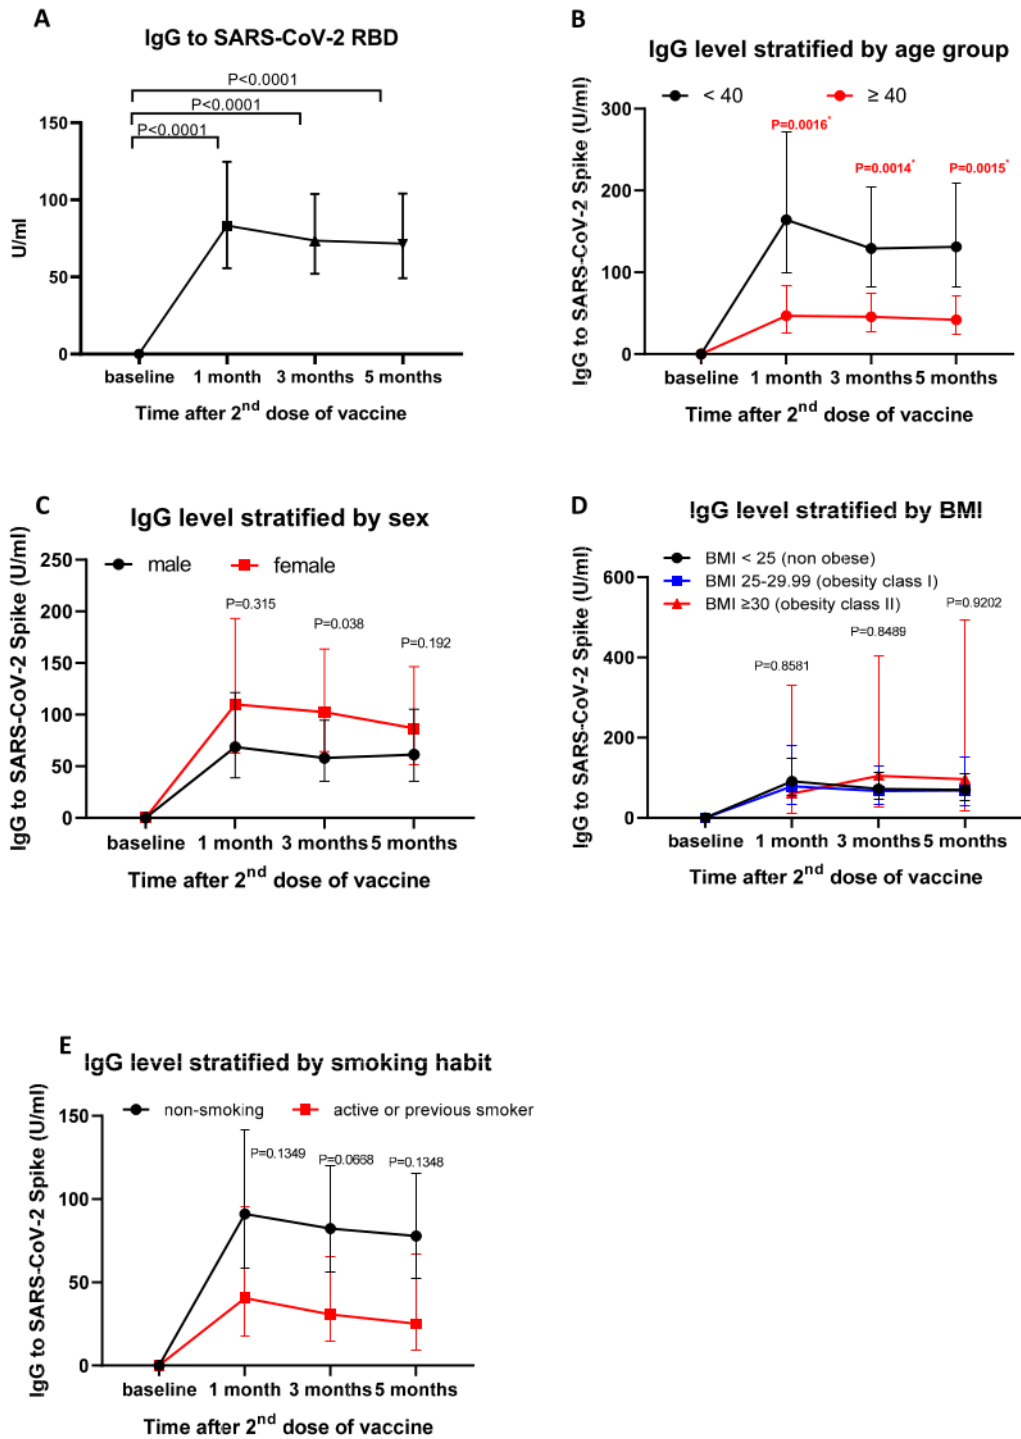 A
IgG to SARS-CoV-2 RBD
P<0.0001
P<0.0001
P<0.0001
150
100
50
0
U/ml
baseline 1 month 3 months 5 months
Time after 2nd dose of vaccine
B
IgG level stratified by age group
< 40 ≥ 40
P=0.0016*
P=0.0014* P=0.0015*
300
200
100
0
IgG to SARS-CoV-2 Spike (U/ml)
baseline 1 month 3 months 5 months
Time after 2nd dose of vaccine
C
IgG level stratified by sex
male female
P=0.315
P=0.038
P=0.192
250
200
150
100
50
0
IgG to SARS-CoV-2 Spike (U/ml)
baseline 1 month 3 months 5 months
Time after 2nd dose of vaccine
D
IgG level stratified by BMI
BMI < 25 (non obese)
BMI 25-29.99 (obesity class I)
BMI ≥30 (obesity class II)
P=0.9202
P=0.8489
P=0.8581
600
400
200
0
IgG to SARS-CoV-2 Spike (U/ml)
baseline 1 month 3 months 5 months
Time after 2nd dose of vaccine
E
IgG level stratified by smoking habit
non-smoking active or previous smoker
P=0.1349 P=0.0668 P=0.1348
150
100
50
0
IgG to SARS-CoV-2 Spike (U/ml)
baseline 1 month 3 months 5 months
Time after 2nd dose of vaccine